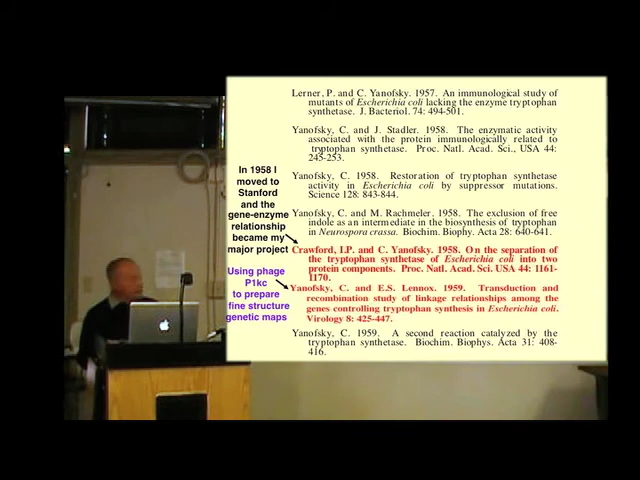 Lerner, P. and C. Yanofsky. 1957. An immunological study of
mutants of Escherichia coli lacking the enzyme tryptophan
synthetase. J. Bacteriol. 74: 494-501.
Yanofsky, C. and J. Stadler. 1958. The enzymatic activity
associated with the protein immunologically related to
tryptophan synthetase. Proc. Natl. Acad. Sci., USA 44:
245-253.
Yanofsky, C. 1958. Restoration of tryptophan synthetase
activity in Escherichia coli by suppressor mutations.
Science 128: 843-844.
Yanofsky, C. and M. Rachmeler. 1958. The exclusion of free
indole as an intermediate in the biosynthesis of tryptophan
in Neurospora crassa. Biochim. Biophy. Acta 28: 640-641.
In 1958 I
moved to
Stanford
and the
gene-enzyme
relationship
became my
major project
Crawford, I.P. and C. Yanofsky. 1958. On the separation of
the tryptophan synthetase of Escherichia coli into two
protein components. Proc. Natl. Acad. Sci. USA 44: 1161-
1170.
Using phage
P1kc
to prepare
fine structure
genetic maps
Yanofsky, C. and E.S. Lennox. 1959. Transduction and
recombination study of linkage relationships among the
genes controlling tryptophan synthesis in Escherichia coli.
Virology 8: 425-447.
Yanofsky, C. 1959. A second reaction catalyzed by the
tryptophan synthetase. Biochim. Biophys. Acta 31: 408-
416.